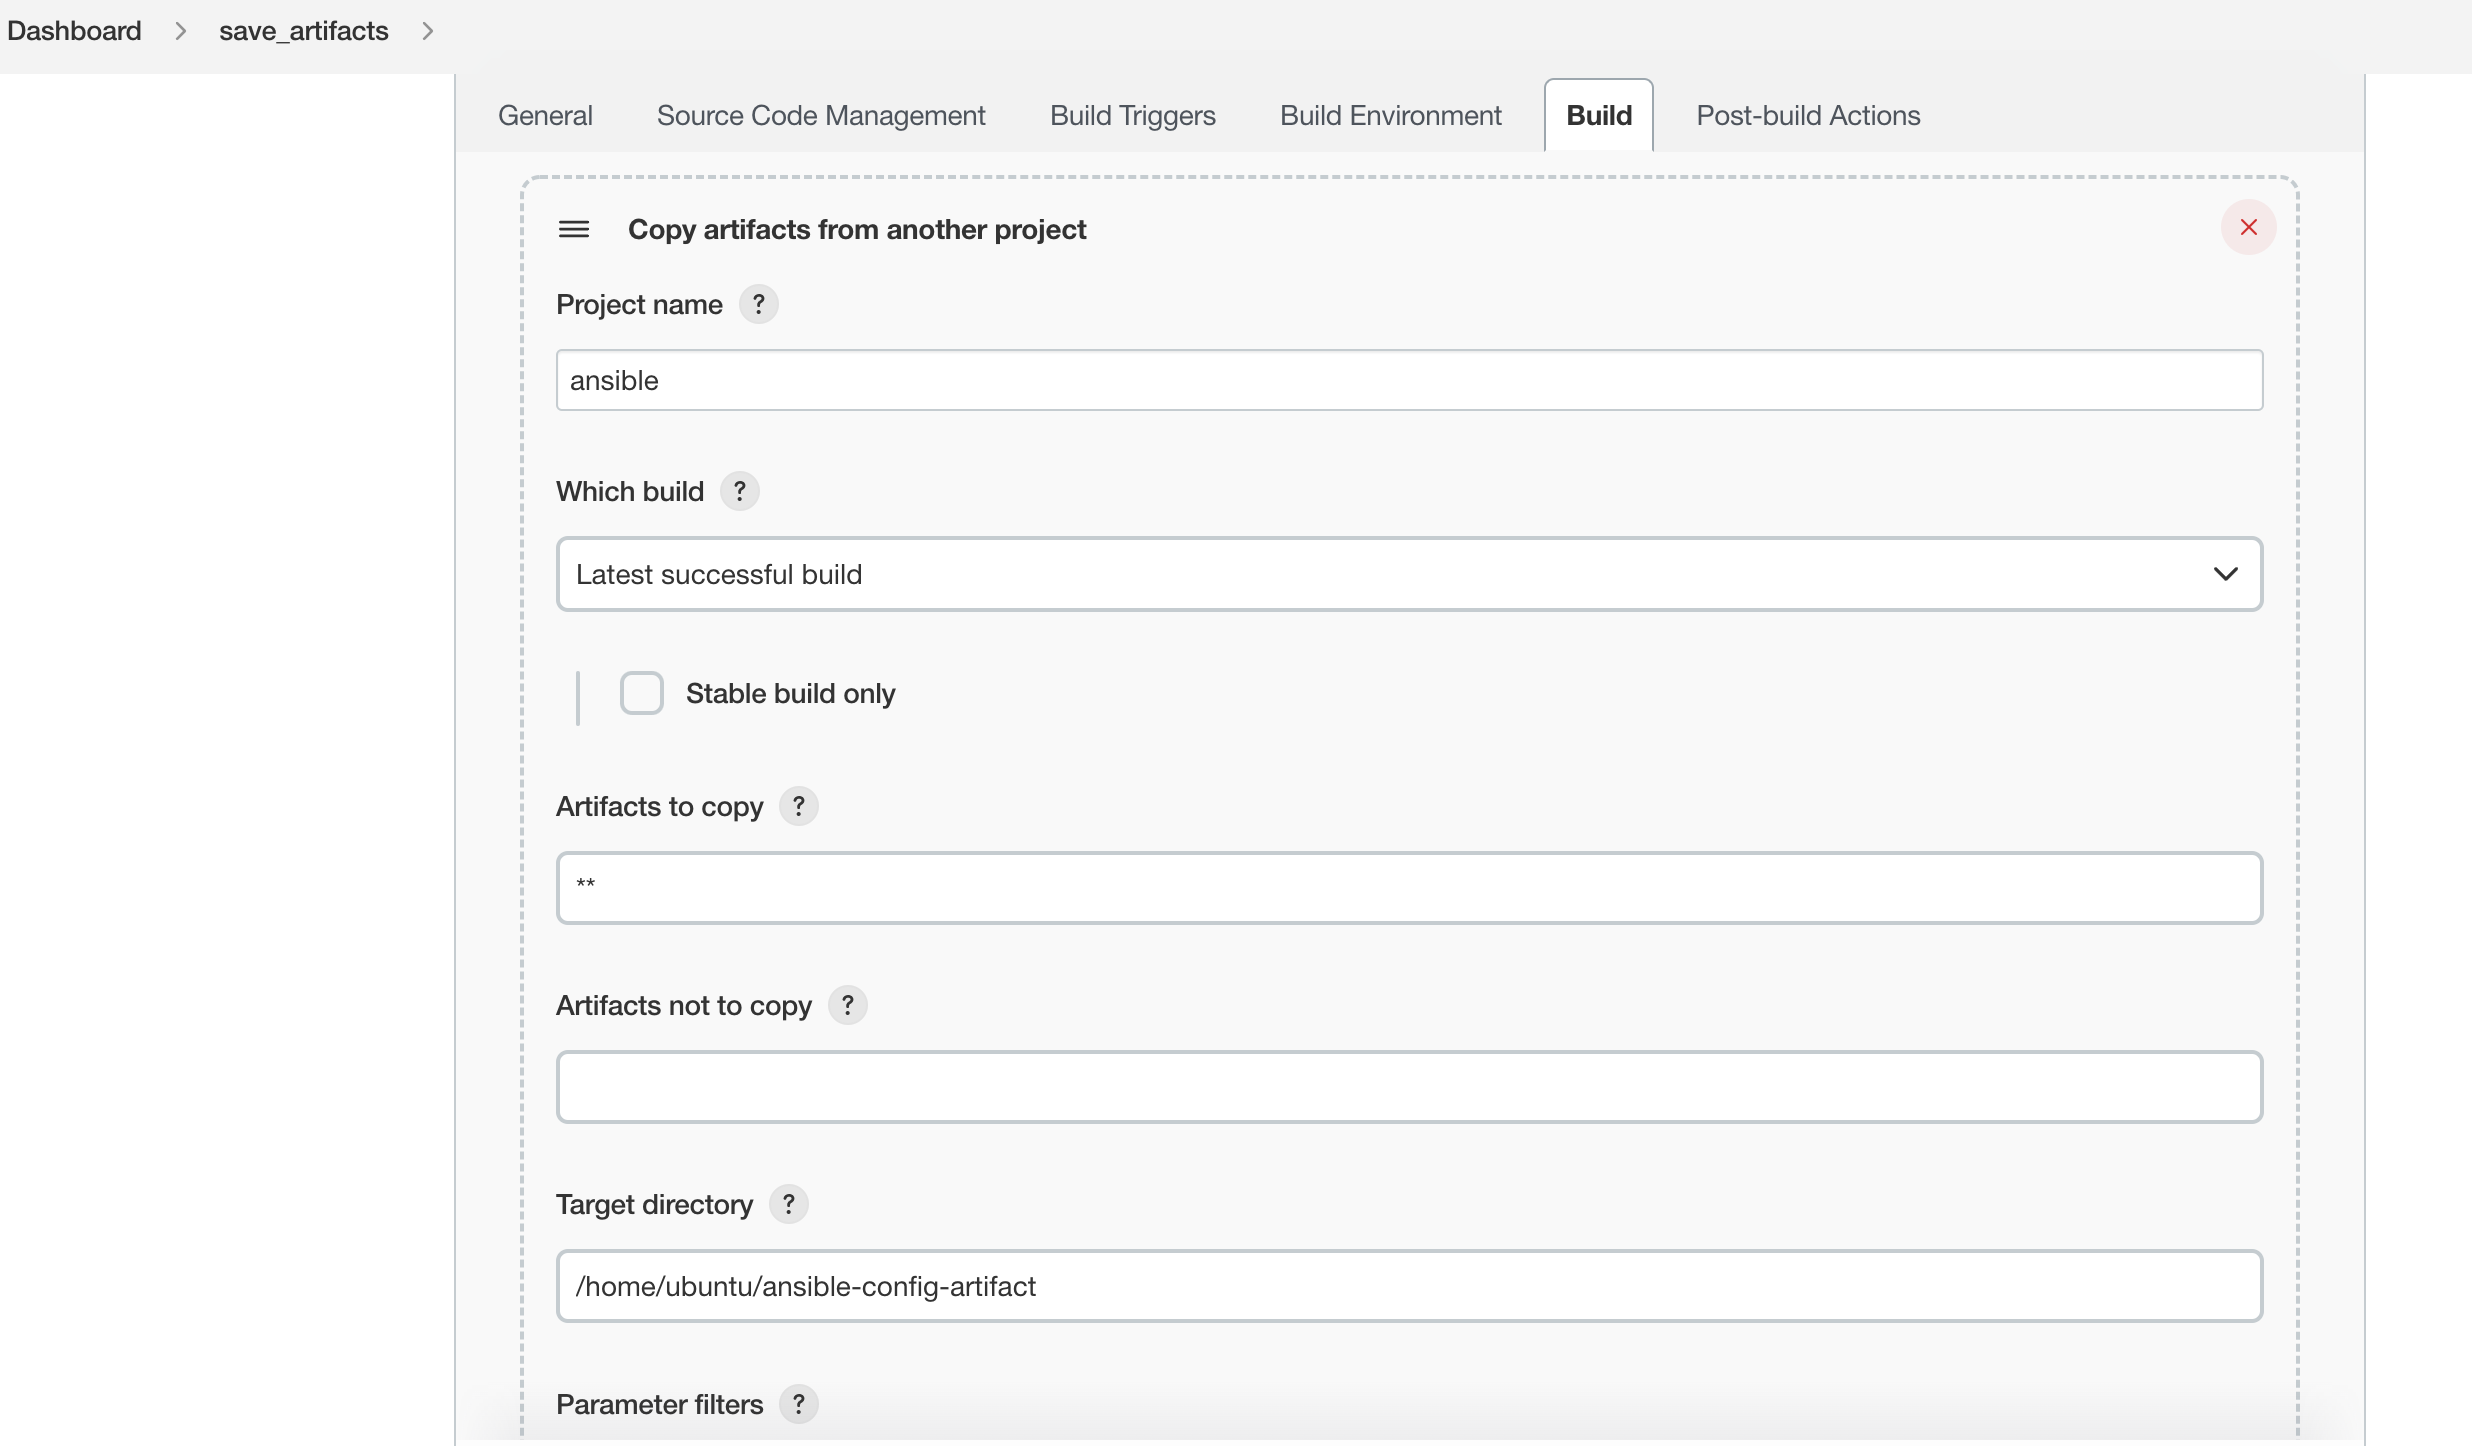 Dashboard > save_artifacts >
General Source Code Management Build Triggers Build Environment Build Post-build Actions
Copy artifacts from another project
Project name ?
ansible
Which build ?
Latest successful build
Stable build only
Artifacts to copy ?
**
Artifacts not to copy ?
Target directory ?
/home/ubuntu/ansible-config-artifact
Parameter filters ?